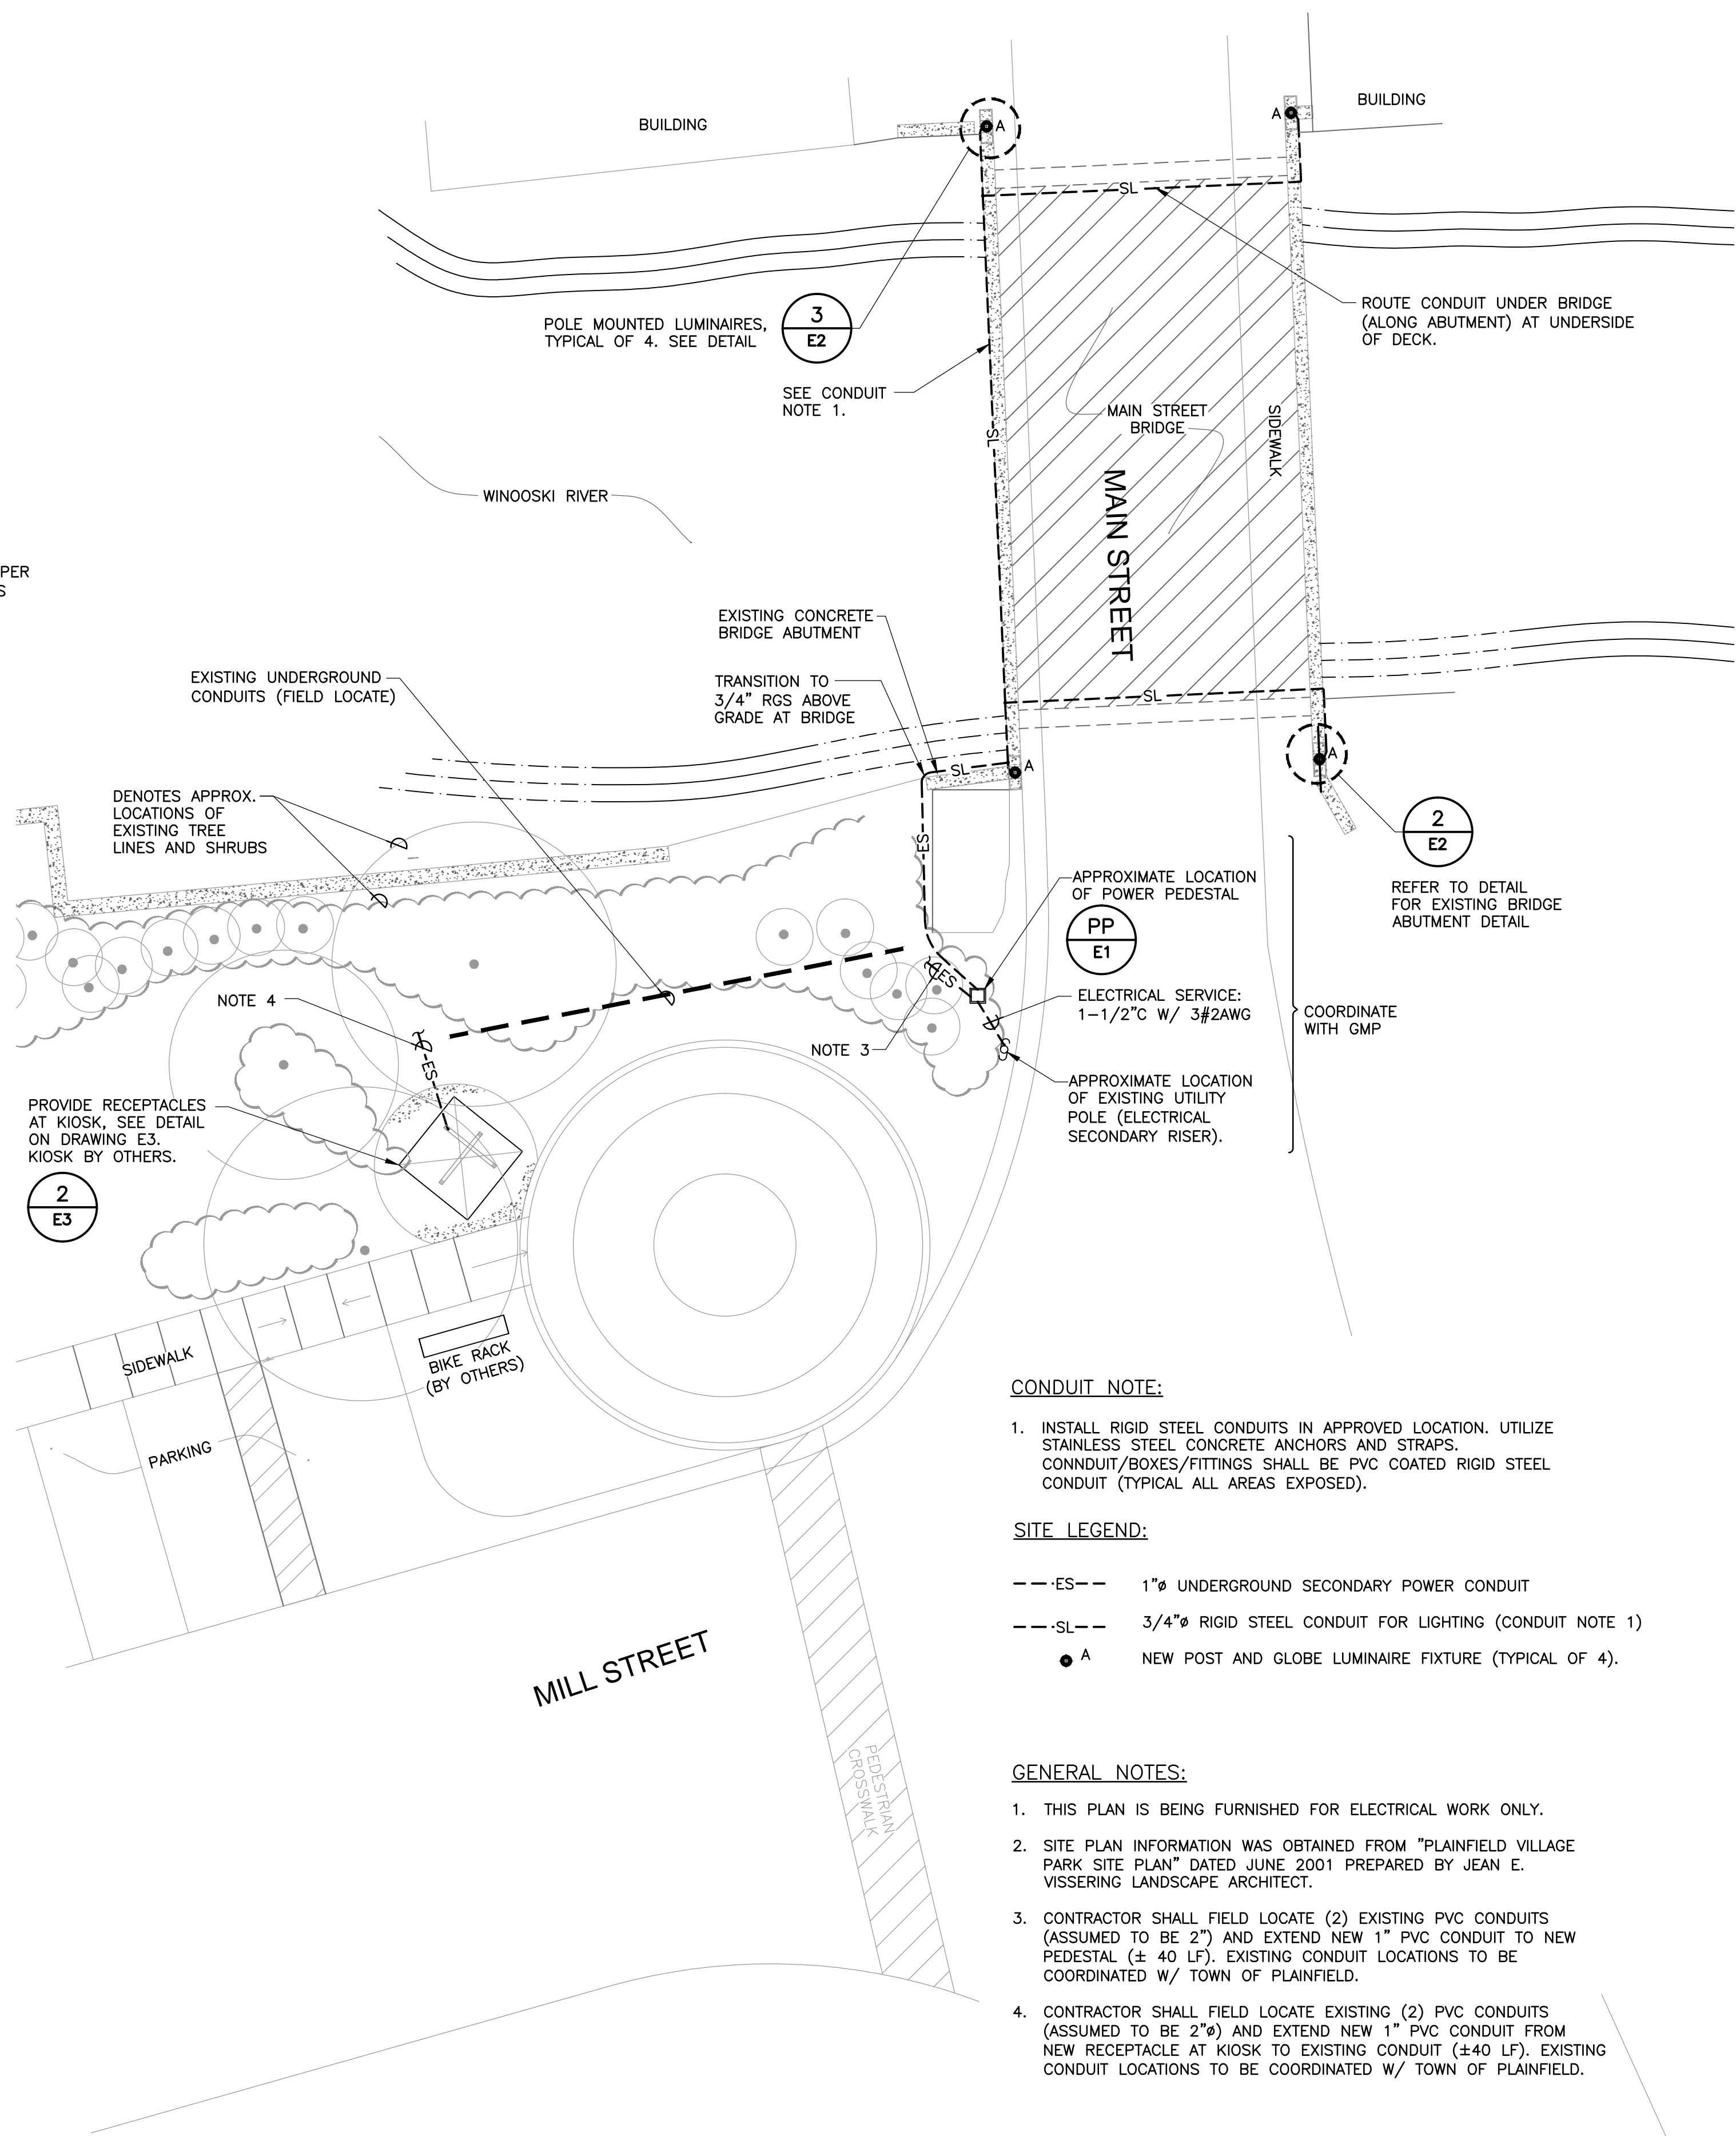 BUILDING
A
A
BUILDING
SL
POLE MOUNTED LUMINAIRES,
TYPICAL OF 4. SEE DETAIL
3
E2
ROUTE CONDUIT UNDER BRIDGE
(ALONG ABUTMENT) AT UNDERSIDE
OF DECK.
SEE CONDUIT
NOTE 1.
MAIN STREET
BRIDGE
SIDEWALK
SL
MAIN STREET
WINOOSKI RIVER
PER
S
EXISTING CONCRETE
BRIDGE ABUTMENT
EXISTING UNDERGROUND
CONDUITS (FIELD LOCATE)
TRANSITION TO
3/4" RGS ABOVE
GRADE AT BRIDGE
SL
SL
A
A
DENOTES APPROX.
LOCATIONS OF
EXISTING TREE
LINES AND SHRUBS
2
E2
REFER TO DETAIL
FOR EXISTING BRIDGE
ABUTMENT DETAIL
ES
APPROXIMATE LOCATION
OF POWER PEDESTAL
PP
E1
ES
NOTE 4
ELECTRICAL SERVICE:
1-1/2"C W/ 3#2AWG
COORDINATE
WITH GMP
NOTE 3
ES
APPROXIMATE LOCATION
OF EXISTING UTILITY
POLE (ELECTRICAL
SECONDARY RISER).
PROVIDE RECEPTACLES
AT KIOSK, SEE DETAIL
ON DRAWING E3.
KIOSK BY OTHERS.
2
E3
SIDEWALK
BIKE RACK
(BY OTHERS)
PARKING
MILL STREET
PEDESTRIAN
CROSSWALK
CONDUIT NOTE:
1. INSTALL RIGID STEEL CONDUITS IN APPROVED LOCATION. UTILIZE
STAINLESS STEEL CONCRETE ANCHORS AND STRAPS.
CONNDUIT/BOXES/FITTINGS SHALL BE PVC COATED RIGID STEEL
CONDUIT (TYPICAL ALL AREAS EXPOSED).
SITE LEGEND:
ES 1"ø UNDERGROUND SECONDARY POWER CONDUIT
SL 3/4"ø RIGID STEEL CONDUIT FOR LIGHTING (CONDUIT NOTE 1)
A NEW POST AND GLOBE LUMINAIRE FIXTURE (TYPICAL OF 4).
GENERAL NOTES:
1. THIS PLAN IS BEING FURNISHED FOR ELECTRICAL WORK ONLY.
2. SITE PLAN INFORMATION WAS OBTAINED FROM "PLAINFIELD VILLAGE
PARK SITE PLAN" DATED JUNE 2001 PREPARED BY JEAN E.
VISSERING LANDSCAPE ARCHITECT.
3. CONTRACTOR SHALL FIELD LOCATE (2) EXISTING PVC CONDUITS
(ASSUMED TO BE 2") AND EXTEND NEW 1" PVC CONDUIT TO NEW
PEDESTAL (± 40 LF). EXISTING CONDUIT LOCATIONS TO BE
COORDINATED W/ TOWN OF PLAINFIELD.
4. CONTRACTOR SHALL FIELD LOCATE EXISTING (2) PVC CONDUITS
(ASSUMED TO BE 2"ø) AND EXTEND NEW 1" PVC CONDUIT FROM
NEW RECEPTACLE AT KIOSK TO EXISTING CONDUIT (±40 LF). EXISTING
CONDUIT LOCATIONS TO BE COORDINATED W/ TOWN OF PLAINFIELD.